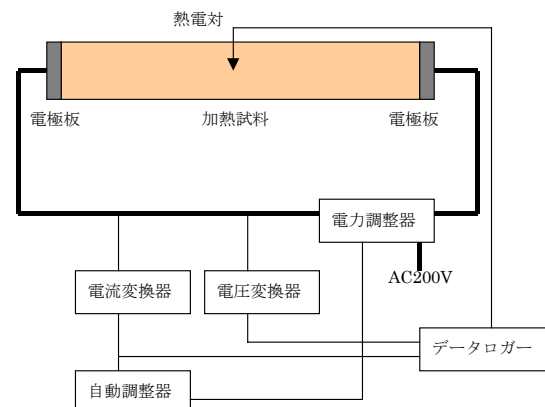 熱電対
電極板
加熱試料
電極板
電力調整器
AC200V
電流変換器
電圧変換器
データロガー
自動調整器